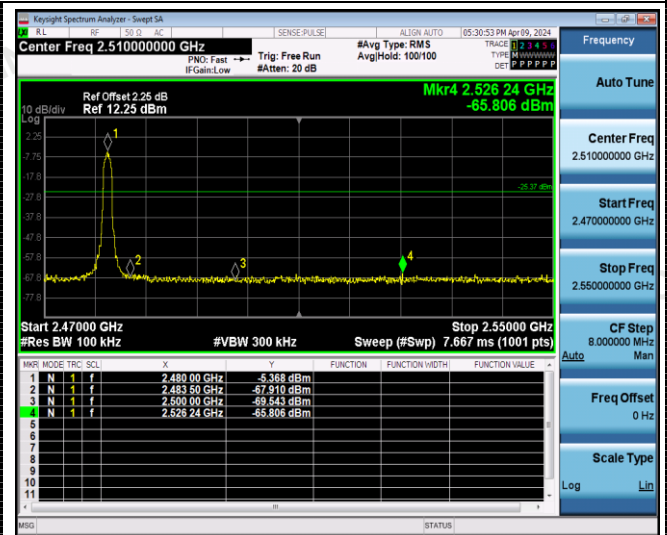 Keysight Spectrum Analyzer - Swept SA
RL RF 50 Ω AC SENSE:PULSE ALIGN AUTO 05:30:53 PM Apr 09, 2024
Center Freq 2.510000000 GHz #Avg Type: RMS TRACE 1 2 3 4 5 6
PNO: Fast Trig: Free Run Avg|Hold: 100/100 TYPE M WWWWW
IFGain:Low #Atten: 20 dB DET P P P P P P
Mkr4 2.526 24 GHz
-65.806 dBm
Ref Offset 2.25 dB
10 dB/div Ref 12.25 dBm
Log
1
2.25
-7.75
-17.8
-25.37 dBm
-27.8
-37.8
-47.8
-57.8
2
3
4
-67.8
-77.8
Start 2.47000 GHz Stop 2.55000 GHz
#Res BW 100 kHz #VBW 300 kHz Sweep (#Swp) 7.667 ms (1001 pts)
MKR MODE TRC SCL X Y FUNCTION FUNCTION WIDTH FUNCTION VALUE
1 N 1 f 2.480 00 GHz -5.368 dBm
2 N 1 f 2.483 50 GHz -67.910 dBm
3 N 1 f 2.500 00 GHz -69.543 dBm
4 N 1 f 2.526 24 GHz -65.806 dBm
5
6
7
8
9
10
11
MSG STATUS
Frequency
Auto Tune
Center Freq
2.510000000 GHz
Start Freq
2.470000000 GHz
Stop Freq
2.550000000 GHz
CF Step
8.000000 MHz
Auto Man
Freq Offset
0 Hz
Scale Type
Log Lin